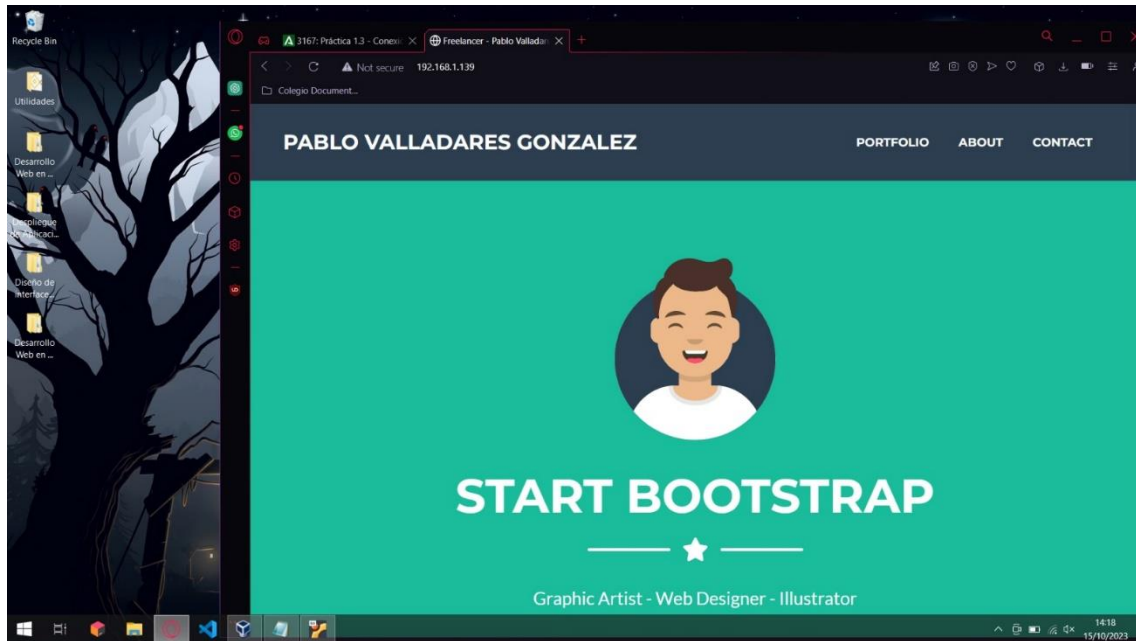 Recycle Bin
Utilidades
Desarrollo
Web en ...
Despliegue
de Aplicaci...
Diseño de
Interface...
Desarrollo
Web en ...
3167: Práctica 1.3 - Conexi
Freelancer - Pablo Vallada
Not secure 192.168.1.139
Colegio Document...
PABLO VALLADARES GONZALEZ
PORTFOLIO ABOUT CONTACT
START BOOTSTRAP
Graphic Artist - Web Designer - Illustrator
14:18
15/10/2023